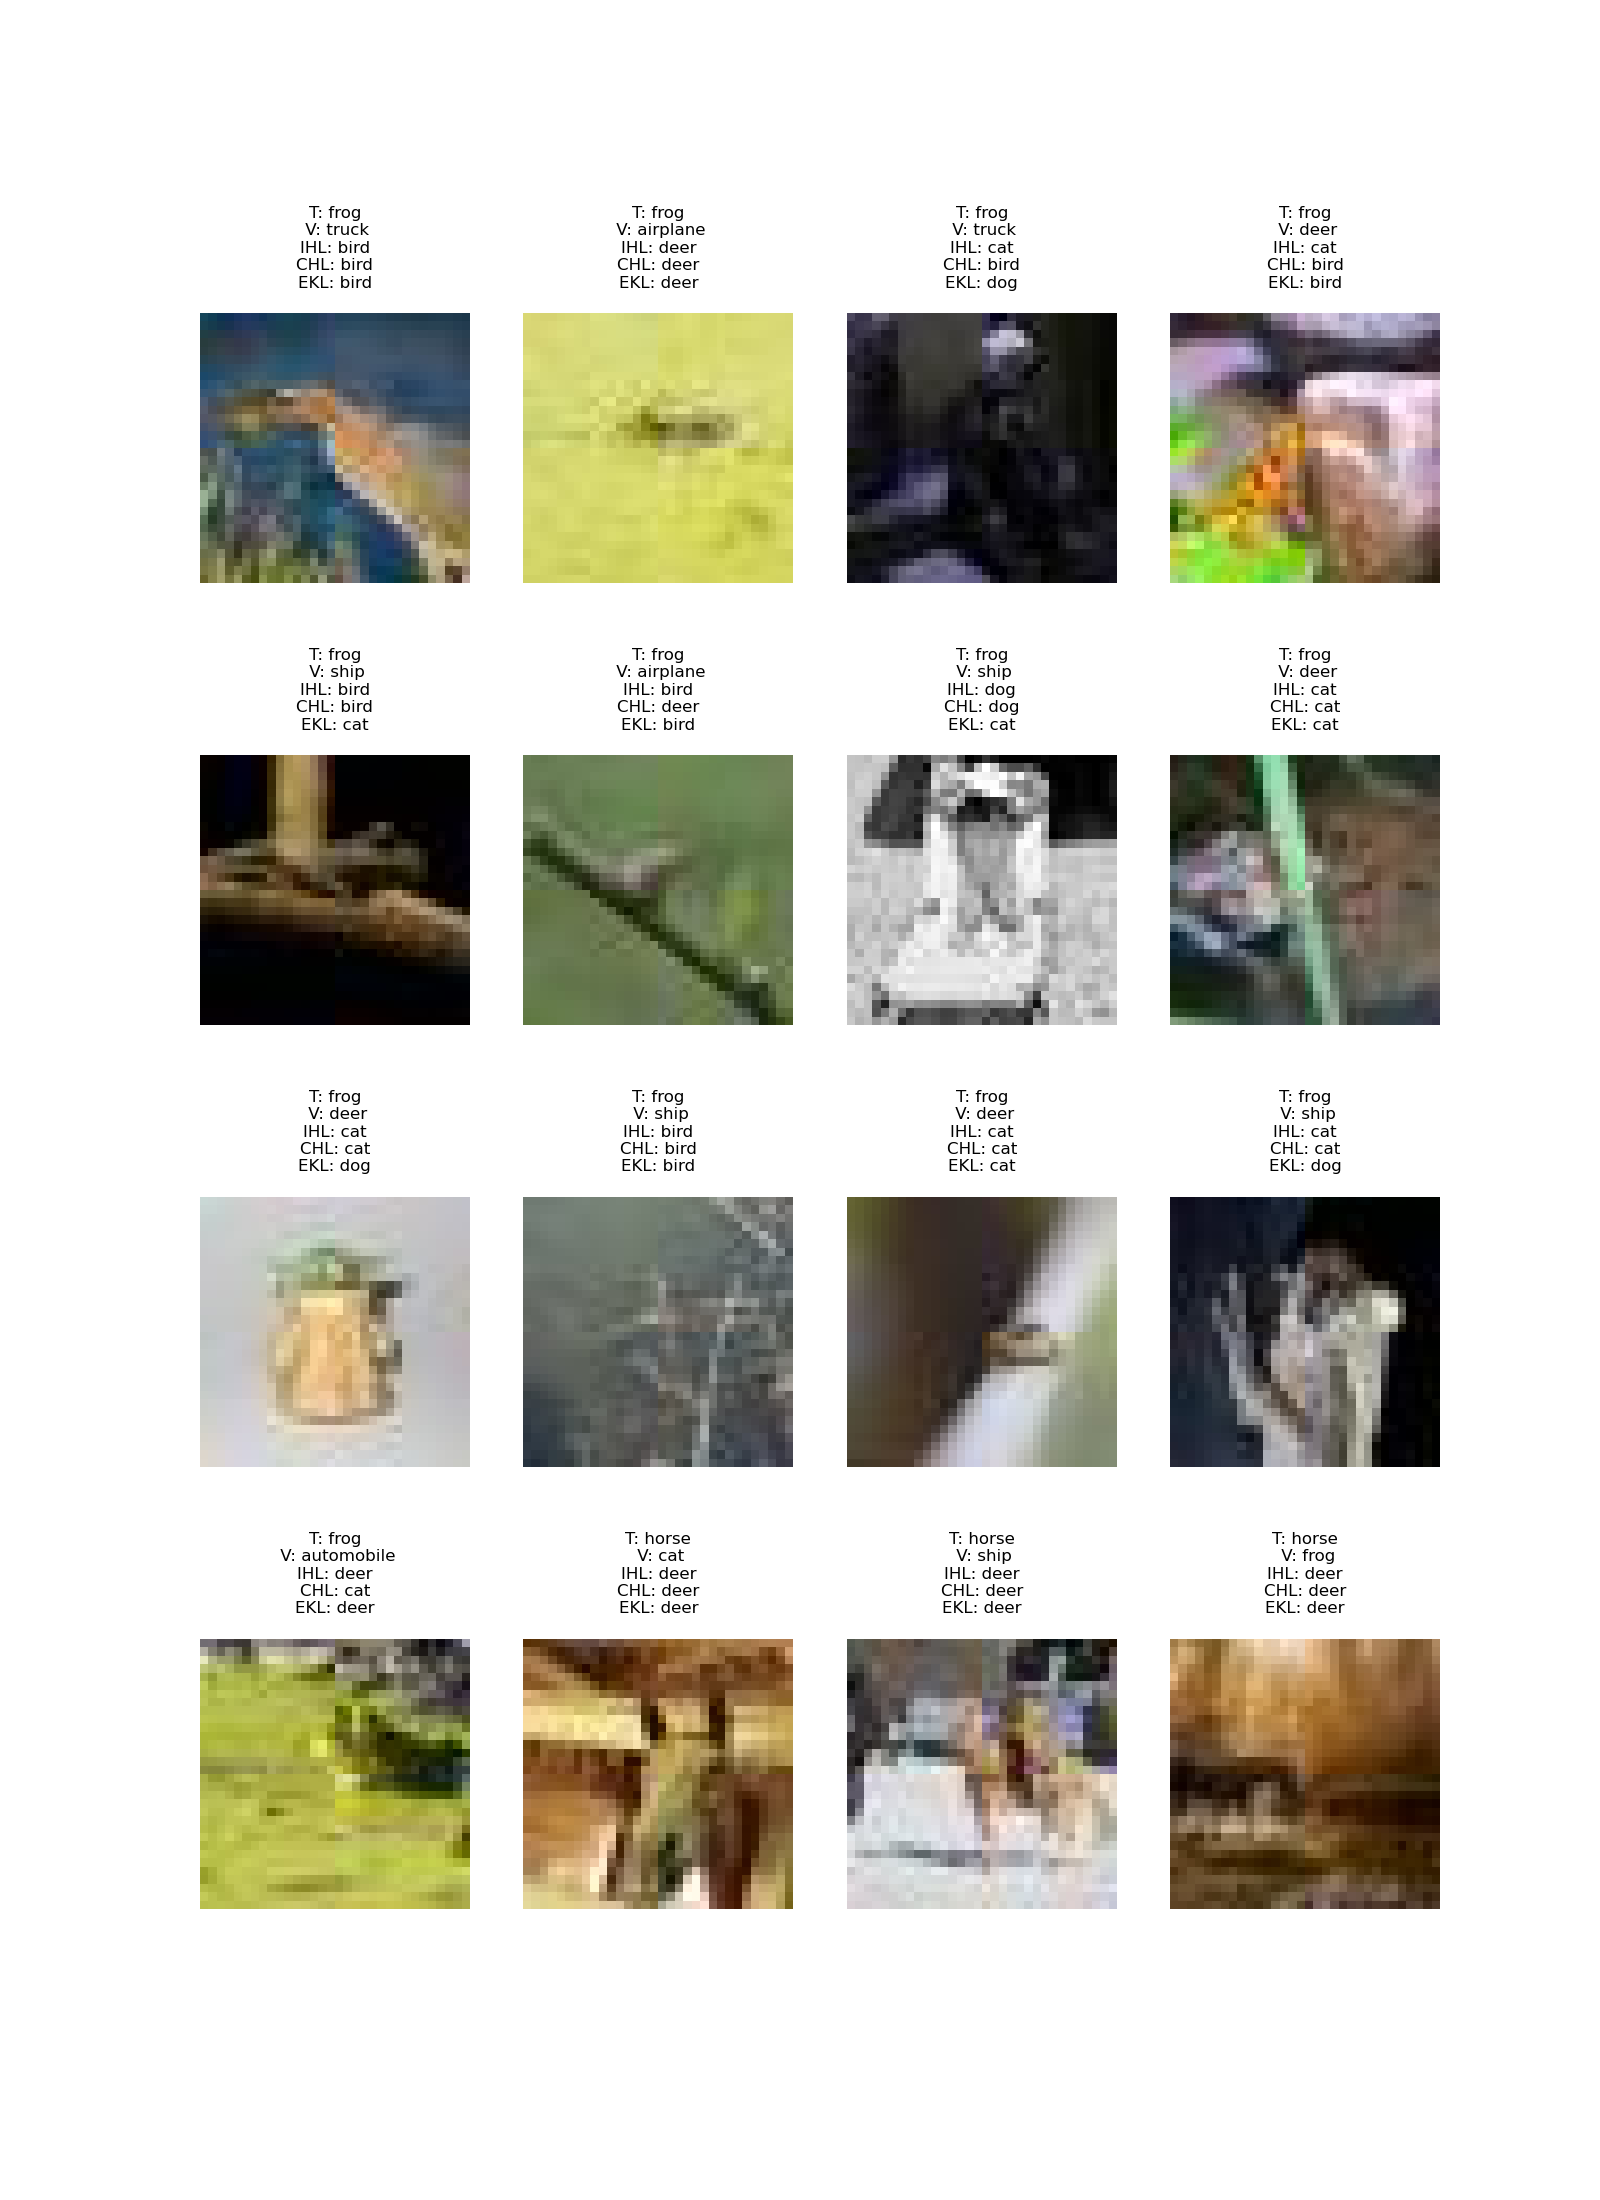 T: frog
V: truck
IHL: bird
CHL: bird
EKL: bird
T: frog
V: airplane
IHL: deer
CHL: deer
EKL: deer
T: frog
V: truck
IHL: cat
CHL: bird
EKL: dog
T: frog
V: deer
IHL: cat
CHL: bird
EKL: bird
T: frog
V: ship
IHL: bird
CHL: bird
EKL: cat
T: frog
V: airplane
IHL: bird
CHL: deer
EKL: bird
T: frog
V: ship
IHL: dog
CHL: dog
EKL: cat
T: frog
V: deer
IHL: cat
CHL: cat
EKL: cat
T: frog
V: deer
IHL: cat
CHL: cat
EKL: dog
T: frog
V: ship
IHL: bird
CHL: bird
EKL: bird
T: frog
V: deer
IHL: cat
CHL: cat
EKL: cat
T: frog
V: ship
IHL: cat
CHL: cat
EKL: dog
T: frog
V: automobile
IHL: deer
CHL: cat
EKL: deer
T: horse
V: cat
IHL: deer
CHL: deer
EKL: deer
T: horse
V: ship
IHL: deer
CHL: deer
EKL: deer
T: horse
V: frog
IHL: deer
CHL: deer
EKL: deer